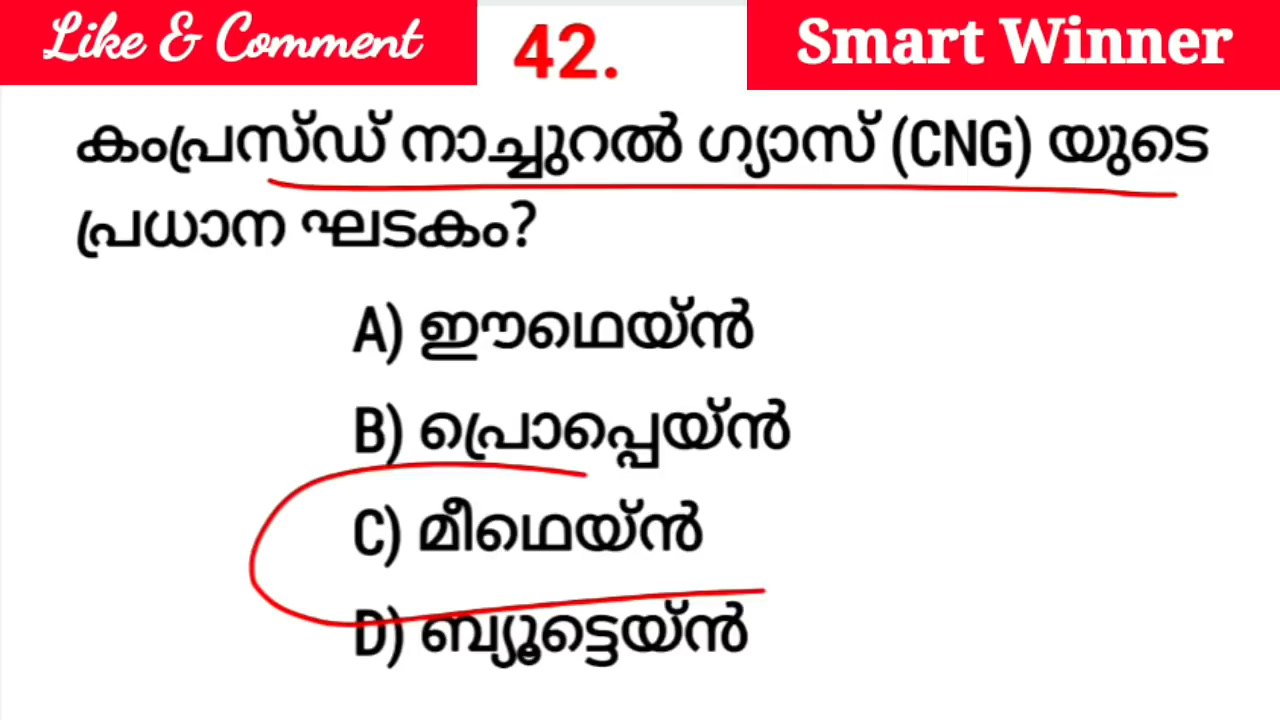 Like & Comment
42.
Smart Winner
കംപ്രസ്ഡ് നാച്ചുറൽ ഗ്യാസ് (CNG) യുടെ
പ്രധാന ഘടകം?
A) ഈഥെയ്ൻ
B) പ്രൊപ്പെയ്ൻ
C) മീഥെയ്ൻ
D) ബ്യൂട്ടെയ്ൻ